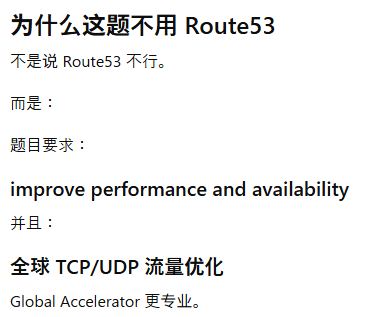 为什么这题不用 Route53
不是说 Route53 不行。
而是：
题目要求：
improve performance and availability
并且：
全球 TCP/UDP 流量优化
Global Accelerator 更专业。